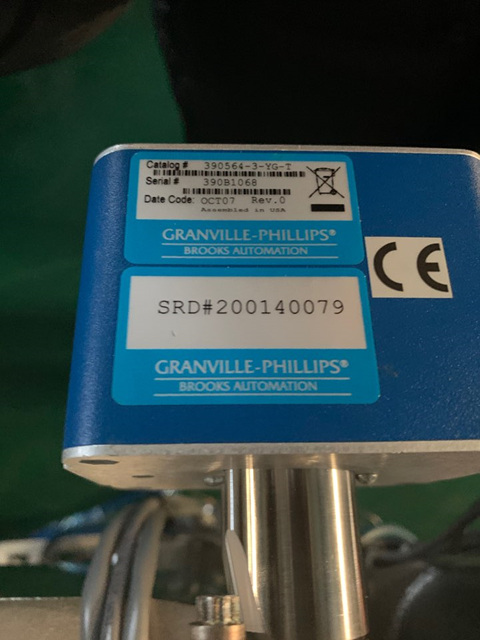 Catalog # 390564-3-YG-T
Serial # 390B1068
Date Code: OCT07 Rev.0
Assembled in USA
GRANVILLE-PHILLIPS®
BROOKS AUTOMATION
CE
SRD#200140079
GRANVILLE-PHILLIPS®
BROOKS AUTOMATION